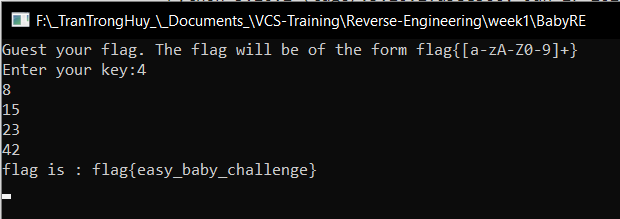 F:\_TranTrongHuy_\_Documents_\VCS-Training\Reverse-Engineering\week1\BabyRE
Guest your flag. The flag will be of the form flag{[a-zA-Z0-9]+}
Enter your key:4
8
15
23
42
flag is : flag{easy_baby_challenge}